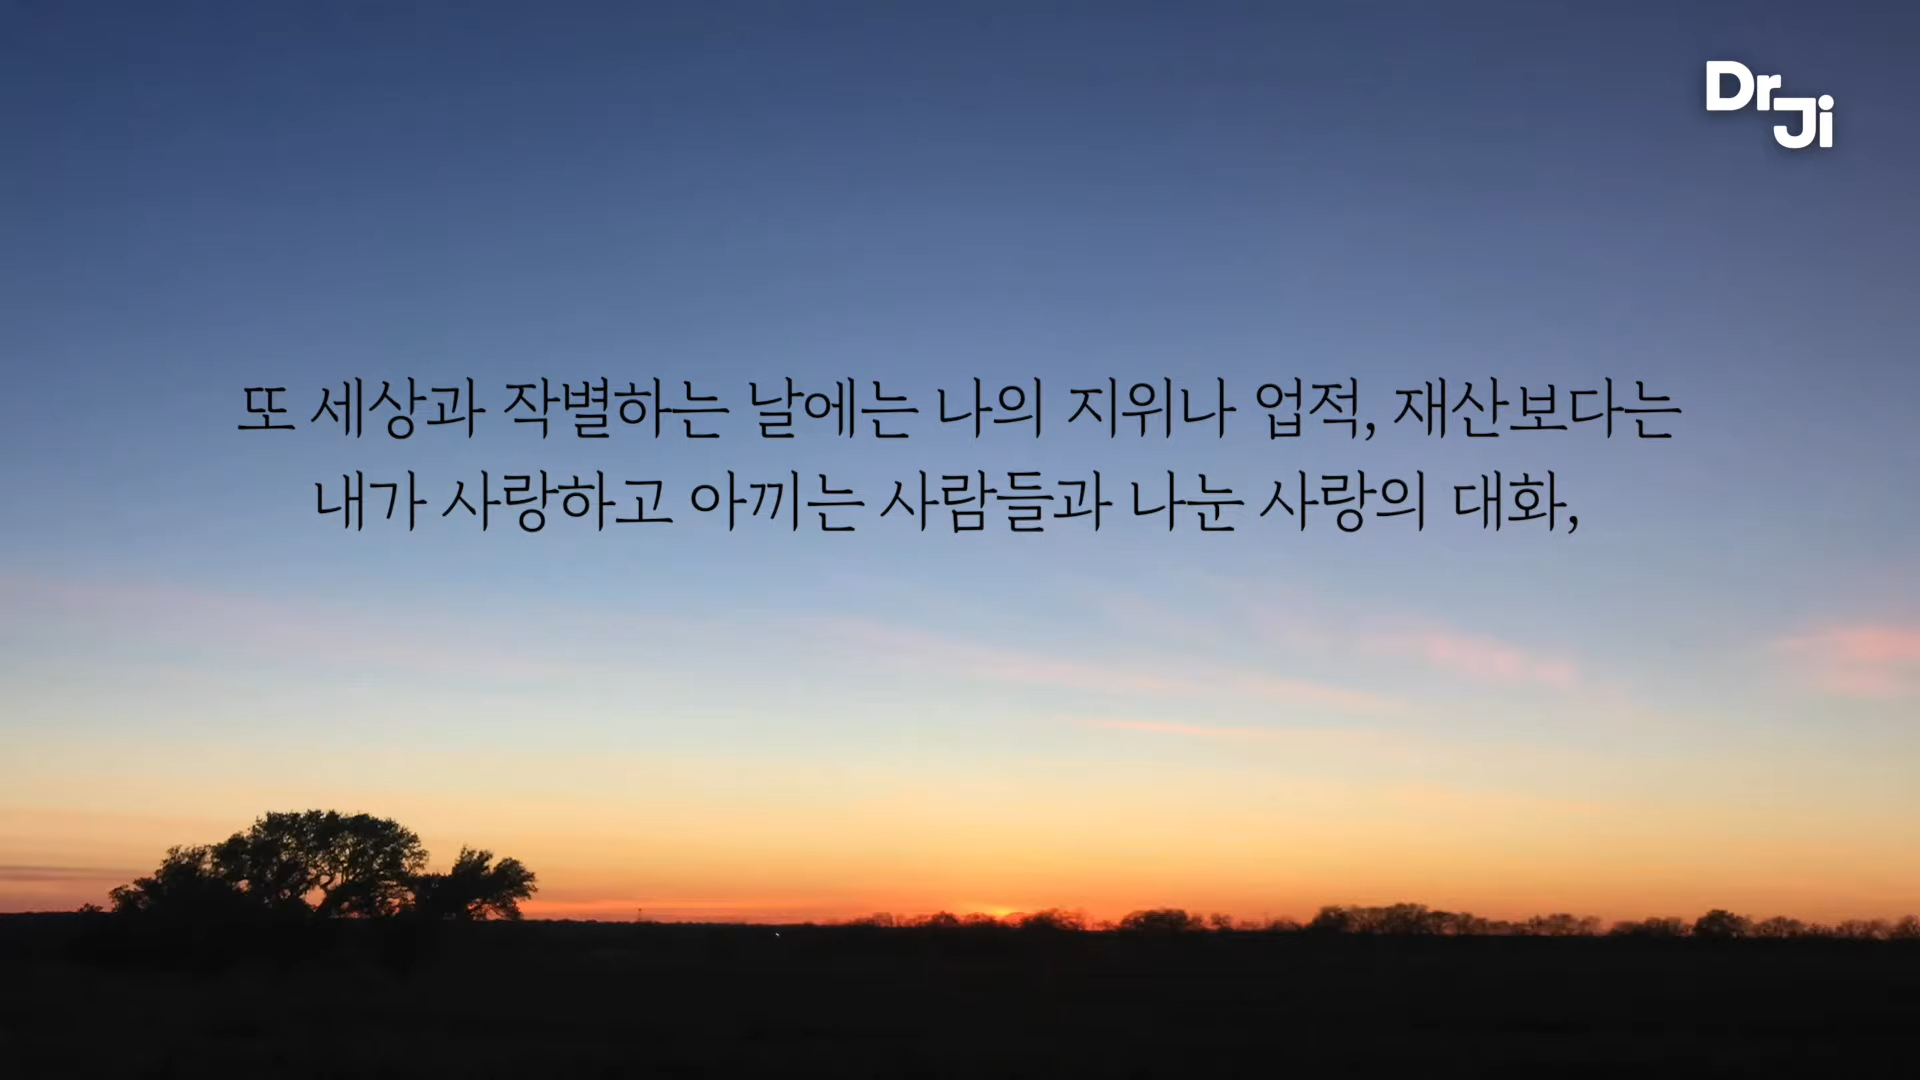 Dr
Ji
또 세상과 작별하는 날에는 나의 지위나 업적, 재산보다는
내가 사랑하고 아끼는 사람들과 나눈 사랑의 대화,